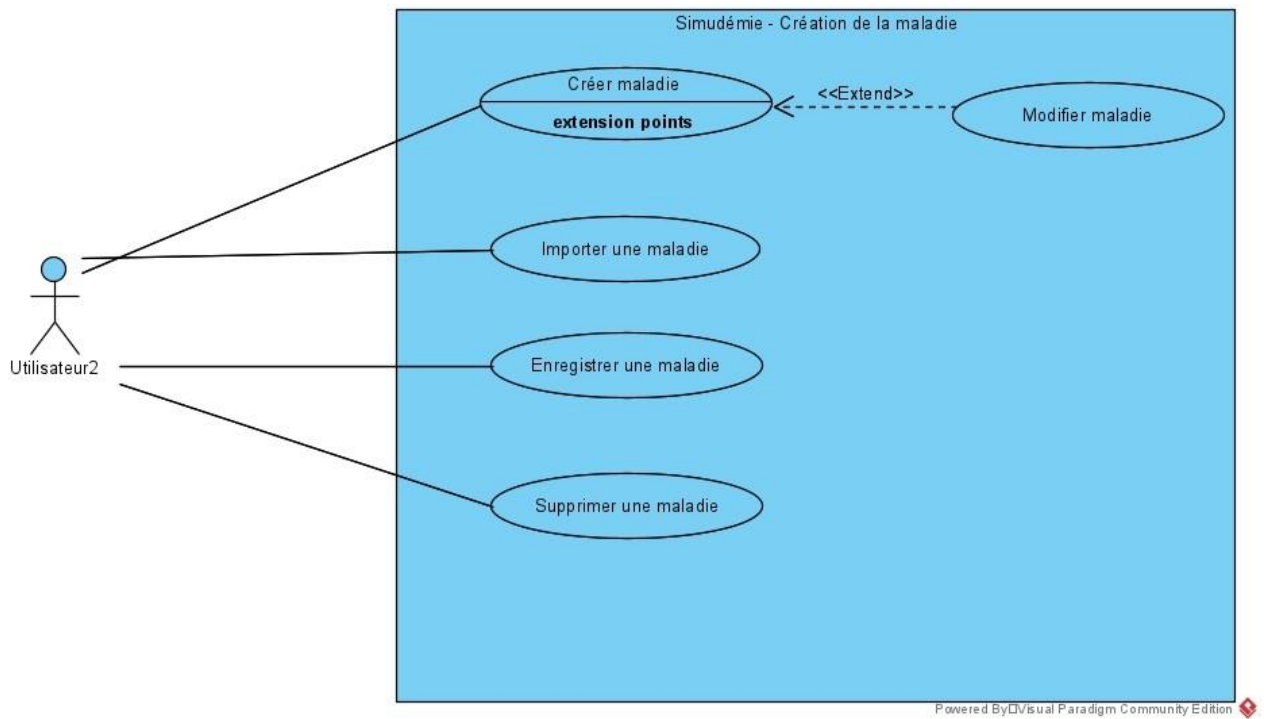 Simudémie - Création de la maladie
Créer maladie
extension points
<<Extend>>
Modifier maladie
Importer une maladie
Utilisateur2
Enregistrer une maladie
Supprimer une maladie
Powered By□Visual Paradigm Community Edition